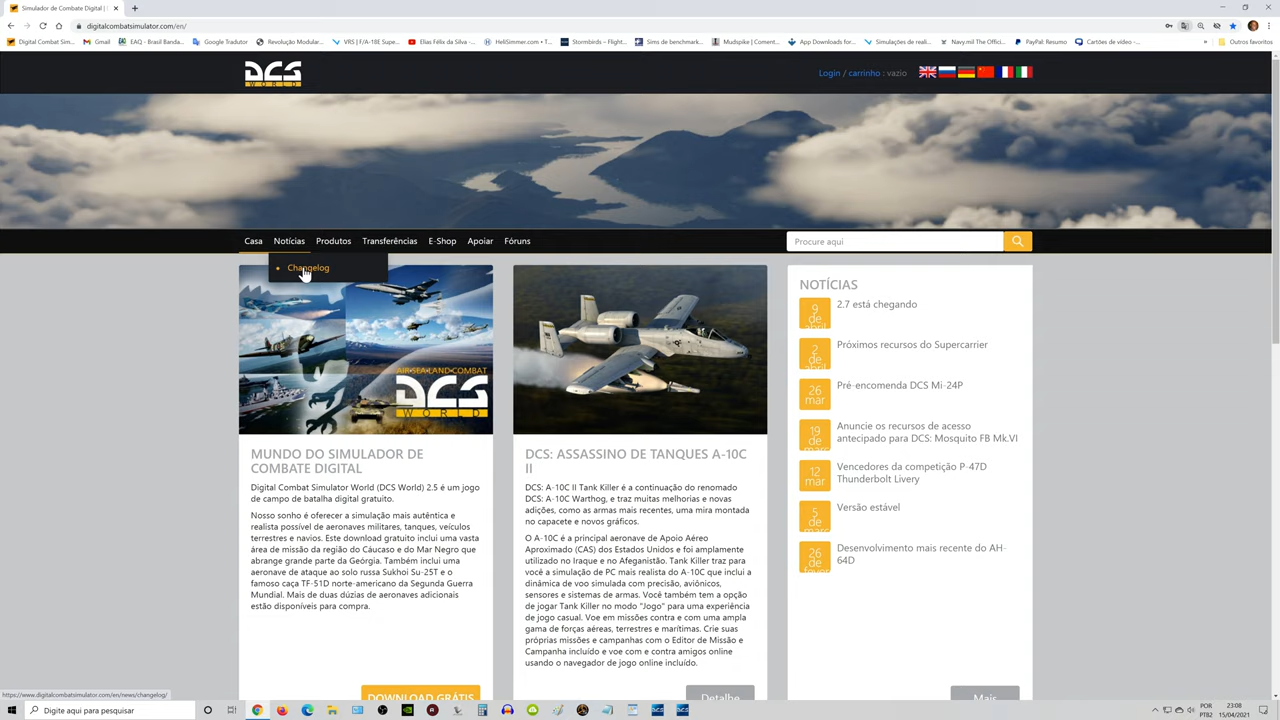 Simulador de Combate Digital | S
digitalcombatsimulator.com/en/
Digital Combat Sim... Gmail EAQ - Brasil Banda... Google Tradutor Revolução Modular... VRS | F/A-18E Supe... Elias Félix da Silva -... HeliSimmer.com • T... Stormbirds – Flight... Sims de benchmark... Mudspike | Coment... App Downloads for... Simulações de reali... Navy.mil The Offici... PayPal: Resumo Cartões de vídeo -... » Outros favoritos
DCS
WORLD
Login / carrinho : vazio
Casa Notícias Produtos Transferências E-Shop Apoiar Fóruns
Procure aqui
Changelog
AIR·SEA·LAND·COMBAT
DCS
WORLD
MUNDO DO SIMULADOR DE
COMBATE DIGITAL
Digital Combat Simulator World (DCS World) 2.5 é um jogo
de campo de batalha digital gratuito.
Nosso sonho é oferecer a simulação mais autêntica e
realista possível de aeronaves militares, tanques, veículos
terrestres e navios. Este download gratuito inclui uma vasta
área de missão da região do Cáucaso e do Mar Negro que
abrange grande parte da Geórgia. Também inclui uma
aeronave de ataque ao solo russa Sukhoi Su-25T e o
famoso caça TF-51D norte-americano da Segunda Guerra
Mundial. Mais de duas dúzias de aeronaves adicionais
estão disponíveis para compra.
DOWNLOAD GRÁTIS
DCS: ASSASSINO DE TANQUES A-10C
II
DCS: A-10C II Tank Killer é a continuação do renomado
DCS: A-10C Warthog, e traz muitas melhorias e novas
adições, como as armas mais recentes, uma mira montada
no capacete e novos gráficos.
O A-10C é a principal aeronave de Apoio Aéreo
Aproximado (CAS) dos Estados Unidos e foi amplamente
utilizado no Iraque e no Afeganistão. Tank Killer traz para
você a simulação de PC mais realista do A-10C que inclui a
dinâmica de voo simulada com precisão, aviônicos,
sensores e sistemas de armas. Você também tem a opção
de jogar Tank Killer no modo "Jogo" para uma experiência
de jogo casual. Voe em missões contra e com uma ampla
gama de forças aéreas, terrestres e marítimas. Crie suas
próprias missões e campanhas com o Editor de Missão e
Campanha incluído e voe com e contra amigos online
usando o navegador de jogo online incluído.
Detalhe
NOTÍCIAS
9
de
abril
2.7 está chegando
2
de
abril
Próximos recursos do Supercarrier
26
mar
Pré-encomenda DCS Mi-24P
19
de
Anuncie os recursos de acesso
antecipado para DCS: Mosquito FB Mk.VI
12
mar
Vencedores da competição P-47D
Thunderbolt Livery
5
de
Versão estável
26
de
Desenvolvimento mais recente do AH-
64D
Mais
https://www.digitalcombatsimulator.com/en/news/changelog/
Digite aqui para pesquisar
POR
PTB2
23:08
15/04/2021